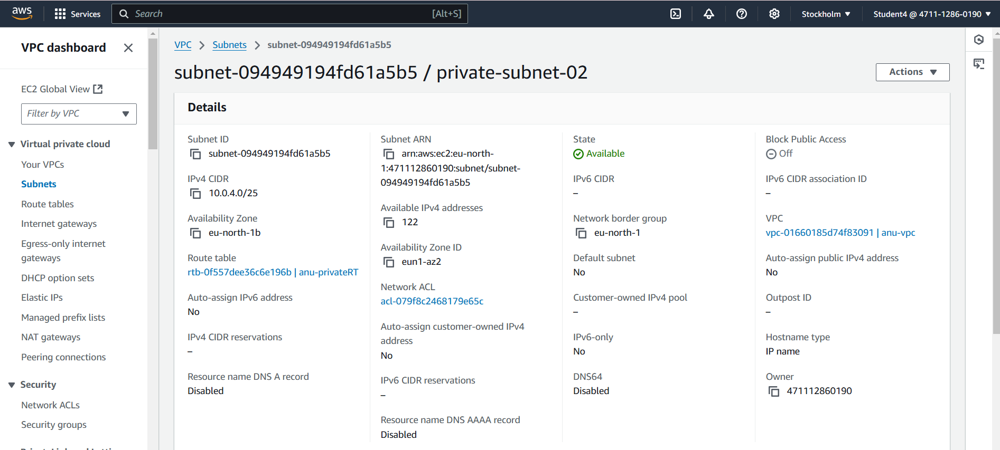 aws
Services
Search
[Alt+S]
Stockholm
Student4 @ 4711-1286-0190
VPC dashboard
EC2 Global View
Filter by VPC
Virtual private cloud
Your VPCs
Subnets
Route tables
Internet gateways
Egress-only internet
gateways
DHCP option sets
Elastic IPs
Managed prefix lists
NAT gateways
Peering connections
Security
Network ACLs
Security groups
VPC
Subnets
subnet-094949194fd61a5b5
subnet-094949194fd61a5b5 / private-subnet-02
Actions
Details
Subnet ID
subnet-094949194fd61a5b5
IPv4 CIDR
10.0.4.0/25
Availability Zone
eu-north-1b
Route table
rtb-0f557dee36c6e196b | anu-privateRT
Auto-assign IPv6 address
No
IPv4 CIDR reservations
–
Resource name DNS A record
Disabled
Subnet ARN
arn:aws:ec2:eu-north-
1:471112860190:subnet/subnet-
094949194fd61a5b5
Available IPv4 addresses
122
Availability Zone ID
eun1-az2
Network ACL
acl-079f8c2468179e65c
Auto-assign customer-owned IPv4
address
No
IPv6 CIDR reservations
–
Resource name DNS AAAA record
Disabled
State
Available
IPv6 CIDR
–
Network border group
eu-north-1
Default subnet
No
Customer-owned IPv4 pool
–
IPv6-only
No
DNS64
Disabled
Block Public Access
Off
IPv6 CIDR association ID
–
VPC
vpc-01660185d74f83091 | anu-vpc
Auto-assign public IPv4 address
No
Outpost ID
–
Hostname type
IP name
Owner
471112860190